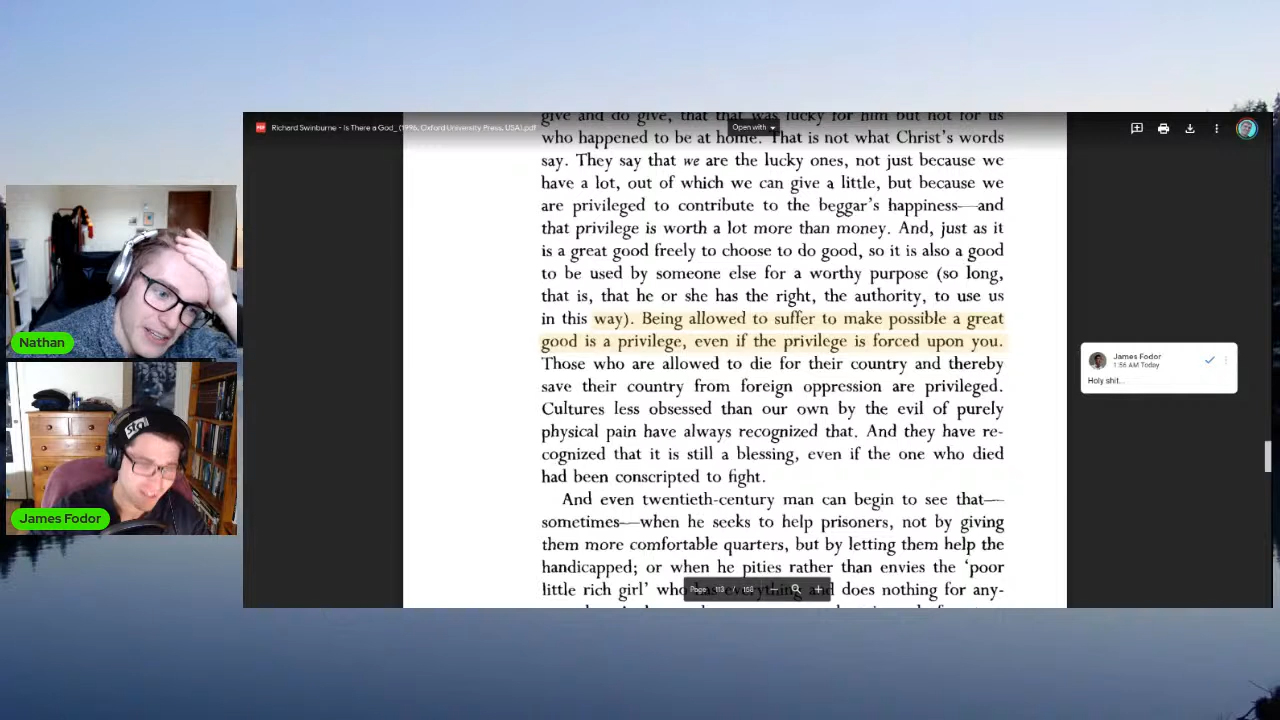 Richard Swinburne - Is There a God_ (1996, Oxford University Press, USA).pdf
Open with
give and do give, that that was lucky for him but not for us
who happened to be at home. That is not what Christ's words
say. They say that we are the lucky ones, not just because we
have a lot, out of which we can give a little, but because we
are privileged to contribute to the beggar's happiness—and
that privilege is worth a lot more than money. And, just as it
is a great good freely to choose to do good, so it is also a good
to be used by someone else for a worthy purpose (so long,
that is, that he or she has the right, the authority, to use us
in this way). Being allowed to suffer to make possible a great
good is a privilege, even if the privilege is forced upon you.
Those who are allowed to die for their country and thereby
save their country from foreign oppression are privileged.
Cultures less obsessed than our own by the evil of purely
physical pain have always recognized that. And they have re-
cognized that it is still a blessing, even if the one who died
had been conscripted to fight.
And even twentieth-century man can begin to see that—
sometimes—when he seeks to help prisoners, not by giving
them more comfortable quarters, but by letting them help the
handicapped; or when he pities rather than envies the 'poor
little rich girl' who has everything and does nothing for any-
Page 113 / 158
James Fodor
1:56 AM Today
Holy shit...
Nathan
James Fodor